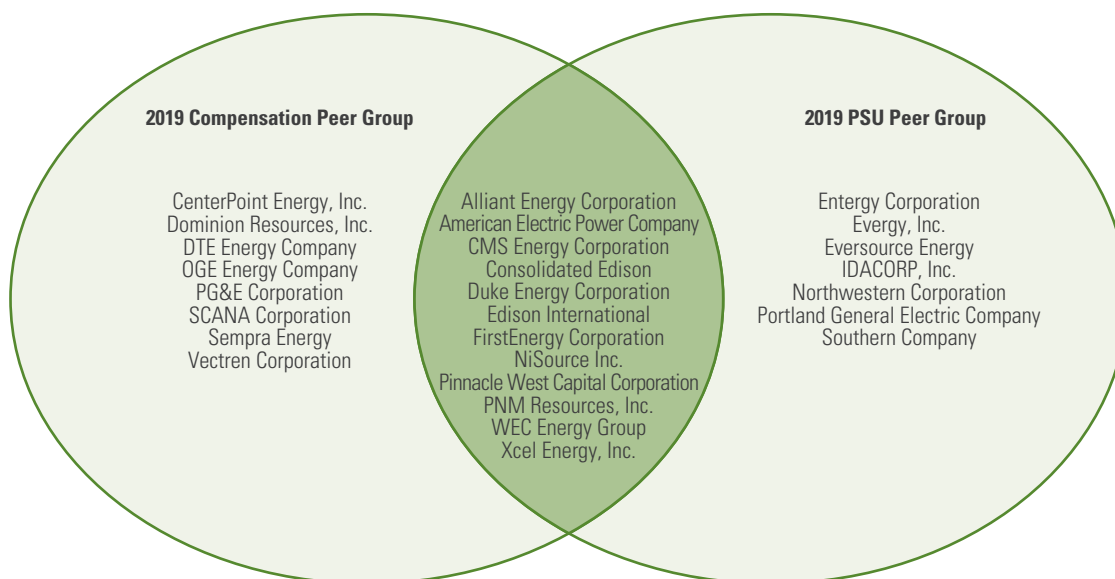 2019 Compensation Peer Group
CenterPoint Energy, Inc.
Dominion Resources, Inc.
DTE Energy Company
OGE Energy Company
PG&E Corporation
SCANA Corporation
Sempra Energy
Vectren Corporation
Alliant Energy Corporation
American Electric Power Company
CMS Energy Corporation
Consolidated Edison
Duke Energy Corporation
Edison International
FirstEnergy Corporation
NiSource Inc.
Pinnacle West Capital Corporation
PNM Resources, Inc.
WEC Energy Group
Xcel Energy, Inc.
2019 PSU Peer Group
Entergy Corporation
Evergy, Inc.
Eversource Energy
IDACORP, Inc.
Northwestern Corporation
Portland General Electric Company
Southern Company